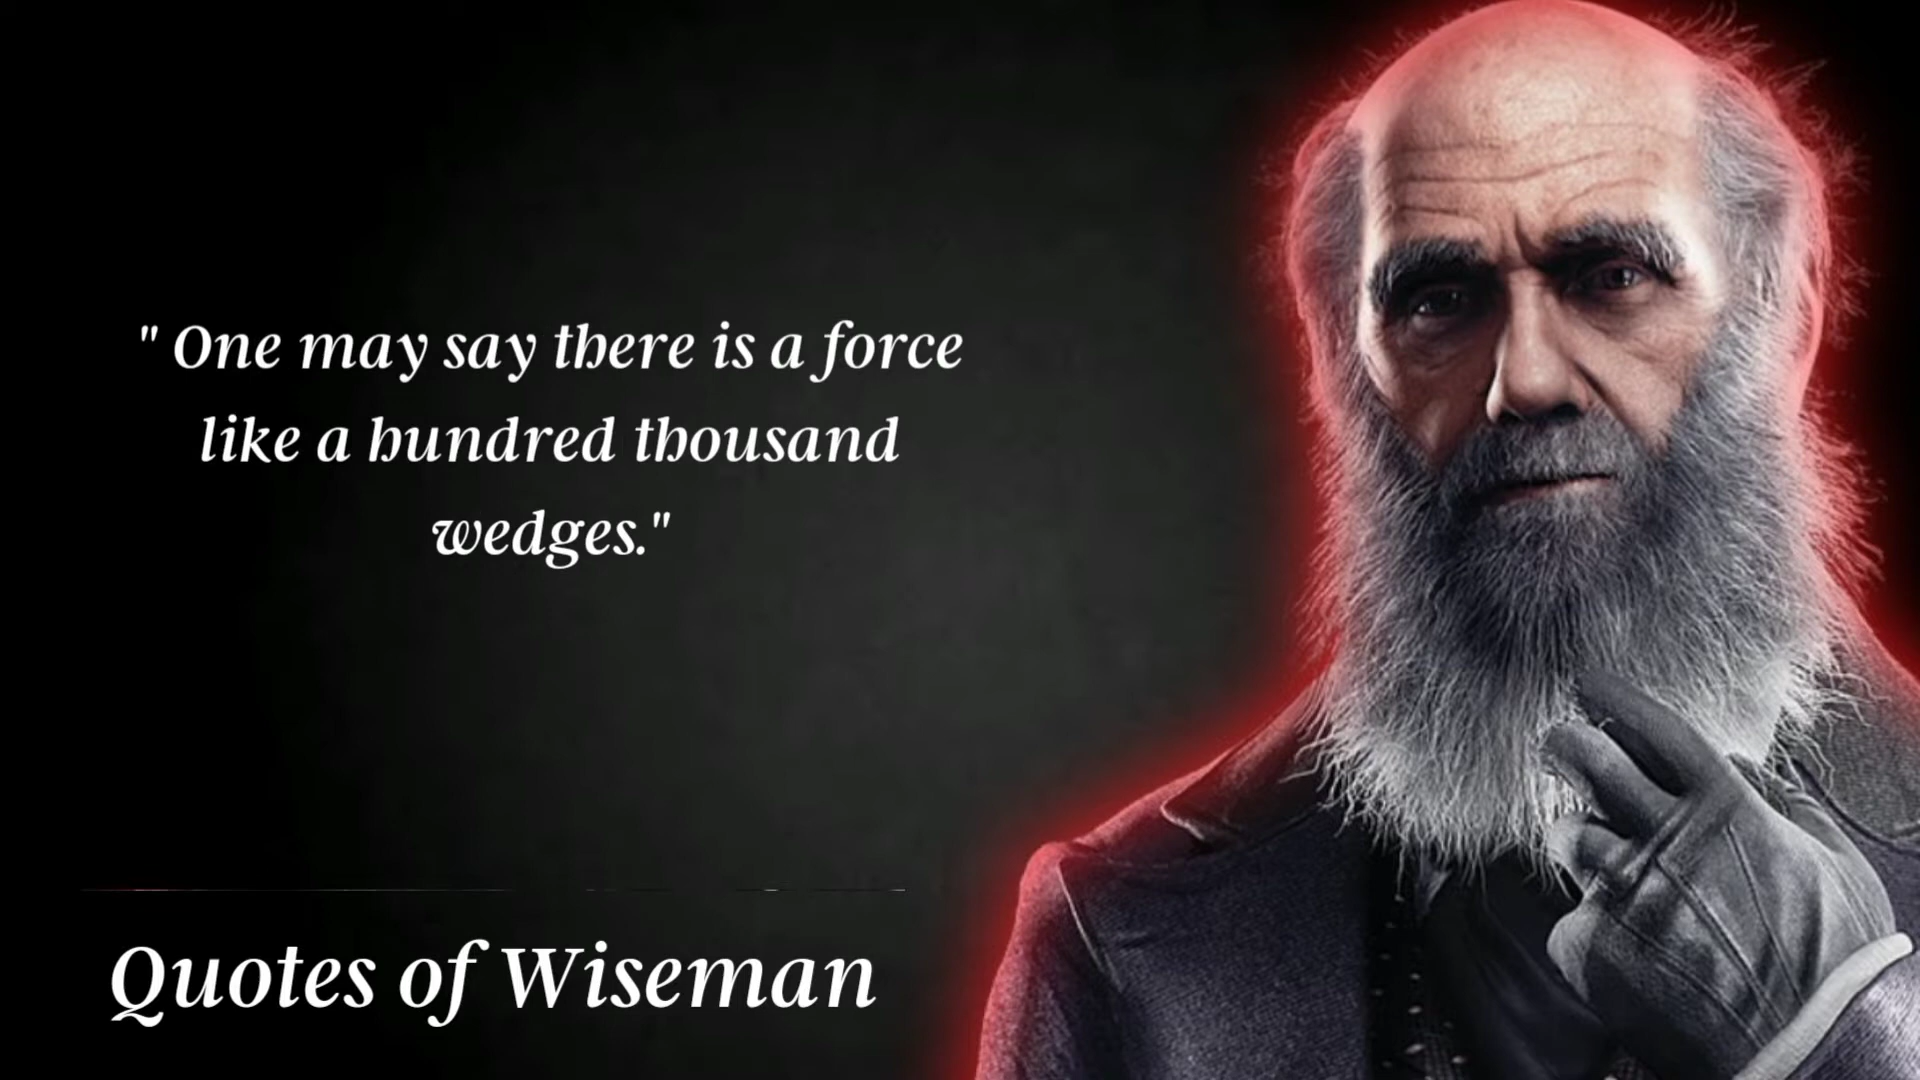 " One may say there is a force
like a hundred thousand
wedges."
Quotes of Wiseman